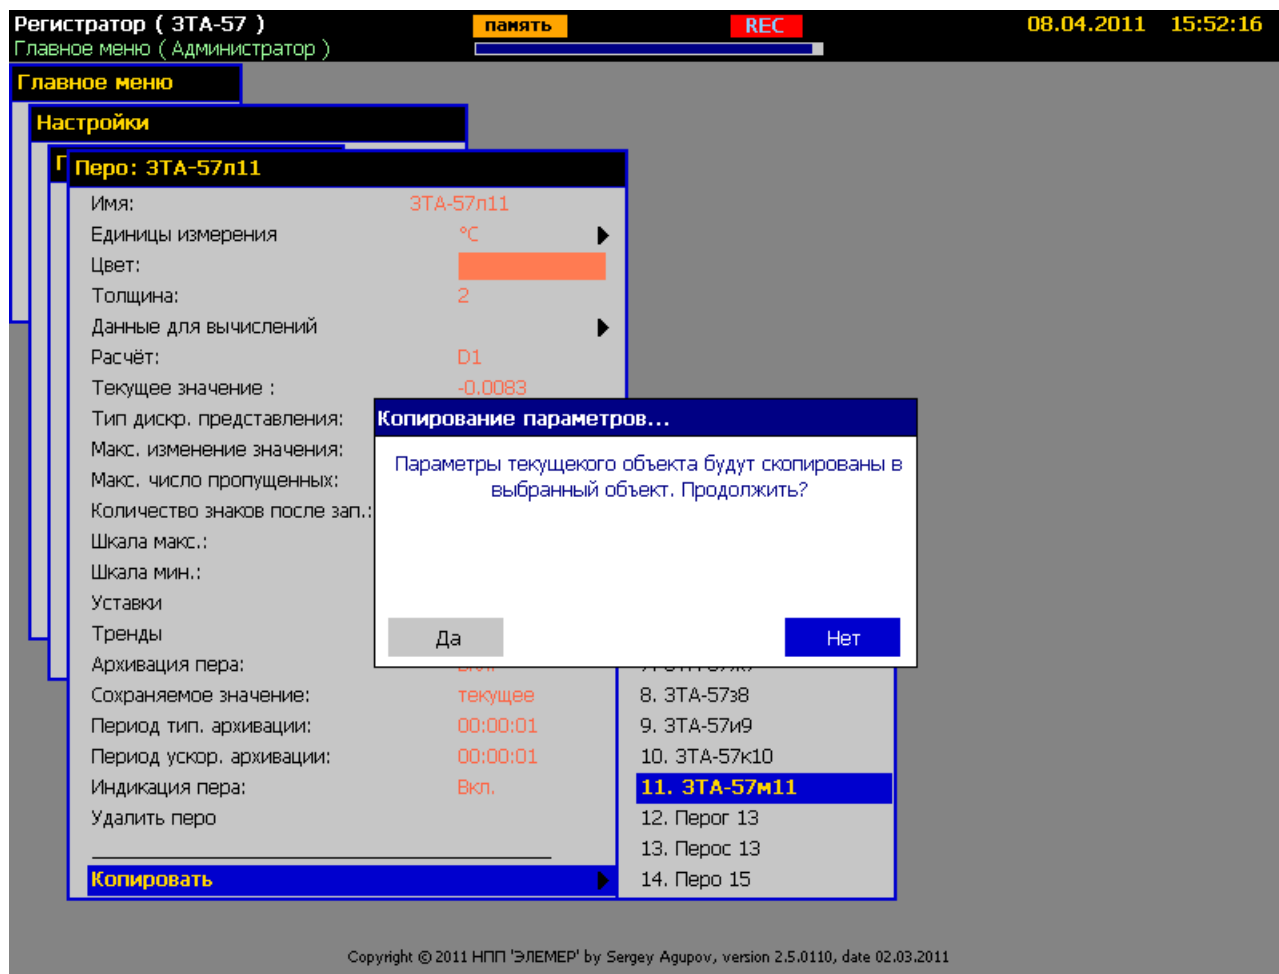 Регистратор ( ЗТА-57 )
память
REC
08.04.2011 15:52:16
Главное меню ( Администратор )
Главное меню
Настройки
Перо: ЗТА-57л11
Имя: ЗТА-57л11
Единицы измерения °C
Цвет:
Толщина: 2
Данные для вычислений
Расчёт: D1
Текущее значение : -0.0083
Тип дискр. представления:
Макс. изменение значения:
Макс. число пропущенных:
Количество знаков после зап.:
Шкала макс.:
Шкала мин.:
Уставки
Тренды
Архивация пера:
Сохраняемое значение: текущее
Период тип. архивации: 00:00:01
Период ускор. архивации: 00:00:01
Индикация пера: Вкл.
Удалить перо
Копировать
Копирование параметров...
Параметры текущекого объекта будут скопированы в
выбранный объект. Продолжить?
Да
Нет
8. ЗТА-57з8
9. ЗТА-57и9
10. ЗТА-57к10
11. ЗТА-57м11
12. Перог 13
13. Перос 13
14. Перо 15
Copyright © 2011 НПП 'ЭЛЕМЕР' by Sergey Agupov, version 2.5.0110, date 02.03.2011